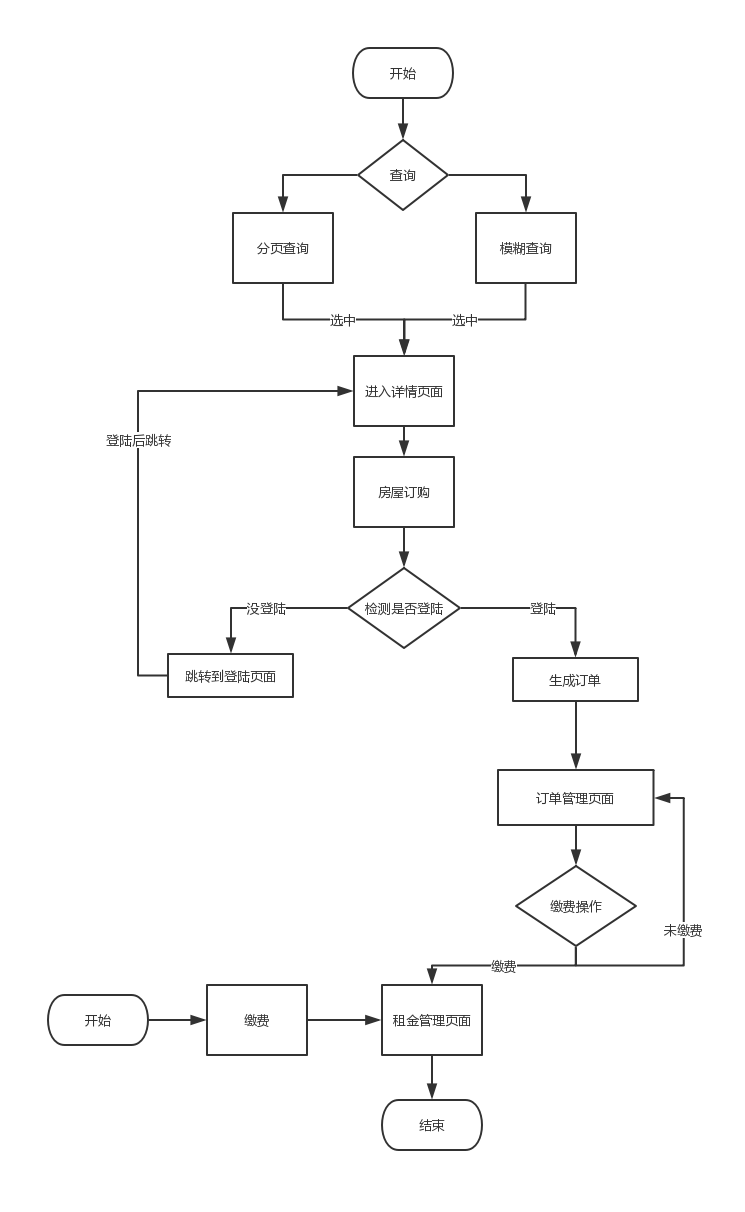 开始
查询
分页查询
模糊查询
选中
选中
进入详情页面
登陆后跳转
房屋订购
没登陆
检测是否登陆
登陆
跳转到登陆页面
生成订单
订单管理页面
缴费操作
未缴费
缴费
开始
缴费
租金管理页面
结束